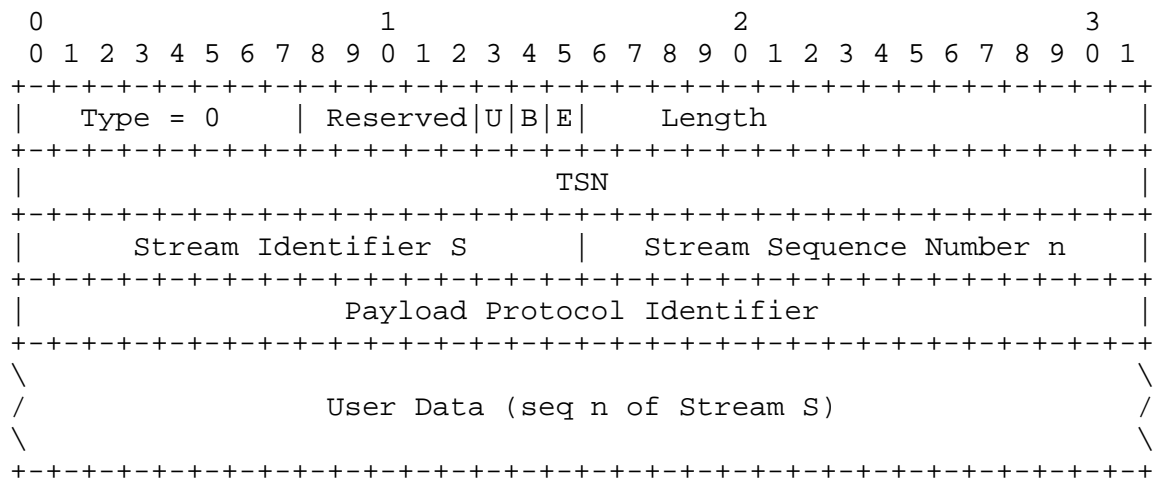 0                   1                   2                   3
 0 1 2 3 4 5 6 7 8 9 0 1 2 3 4 5 6 7 8 9 0 1 2 3 4 5 6 7 8 9 0 1
+-+-+-+-+-+-+-+-+-+-+-+-+-+-+-+-+-+-+-+-+-+-+-+-+-+-+-+-+-+-+-+-+
|   Type = 0    | Reserved|U|B|E|    Length                     |
+-+-+-+-+-+-+-+-+-+-+-+-+-+-+-+-+-+-+-+-+-+-+-+-+-+-+-+-+-+-+-+-+
|                              TSN                              |
+-+-+-+-+-+-+-+-+-+-+-+-+-+-+-+-+-+-+-+-+-+-+-+-+-+-+-+-+-+-+-+-+
|      Stream Identifier S      |   Stream Sequence Number n    |
+-+-+-+-+-+-+-+-+-+-+-+-+-+-+-+-+-+-+-+-+-+-+-+-+-+-+-+-+-+-+-+-+
|                  Payload Protocol Identifier                  |
+-+-+-+-+-+-+-+-+-+-+-+-+-+-+-+-+-+-+-+-+-+-+-+-+-+-+-+-+-+-+-+-+
\                                                               \
/                 User Data (seq n of Stream S)                 /
\                                                               \
+-+-+-+-+-+-+-+-+-+-+-+-+-+-+-+-+-+-+-+-+-+-+-+-+-+-+-+-+-+-+-+-+